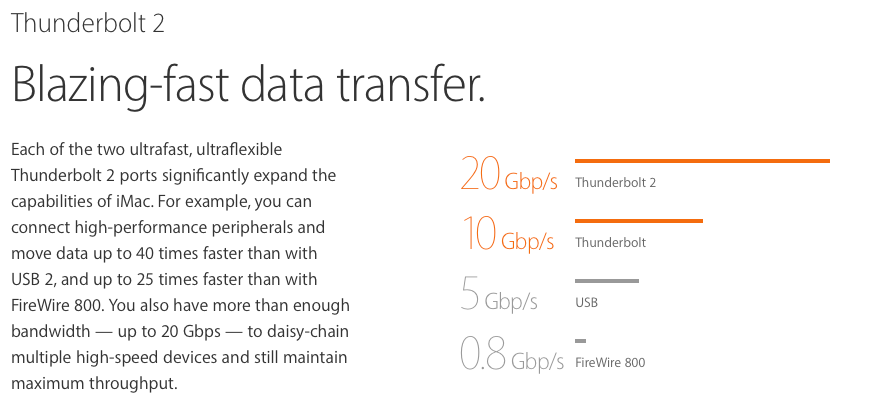 Thunderbolt 2
Blazing-fast data transfer.
Each of the two ultrafast, ultraflexible
Thunderbolt 2 ports significantly expand the
capabilities of iMac. For example, you can
connect high-performance peripherals and
move data up to 40 times faster than with
USB 2, and up to 25 times faster than with
FireWire 800. You also have more than enough
bandwidth — up to 20 Gbps — to daisy-chain
multiple high-speed devices and still maintain
maximum throughput.
20 Gbp/s
Thunderbolt 2
10 Gbp/s
Thunderbolt
5 Gbp/s
USB
0.8 Gbp/s
FireWire 800